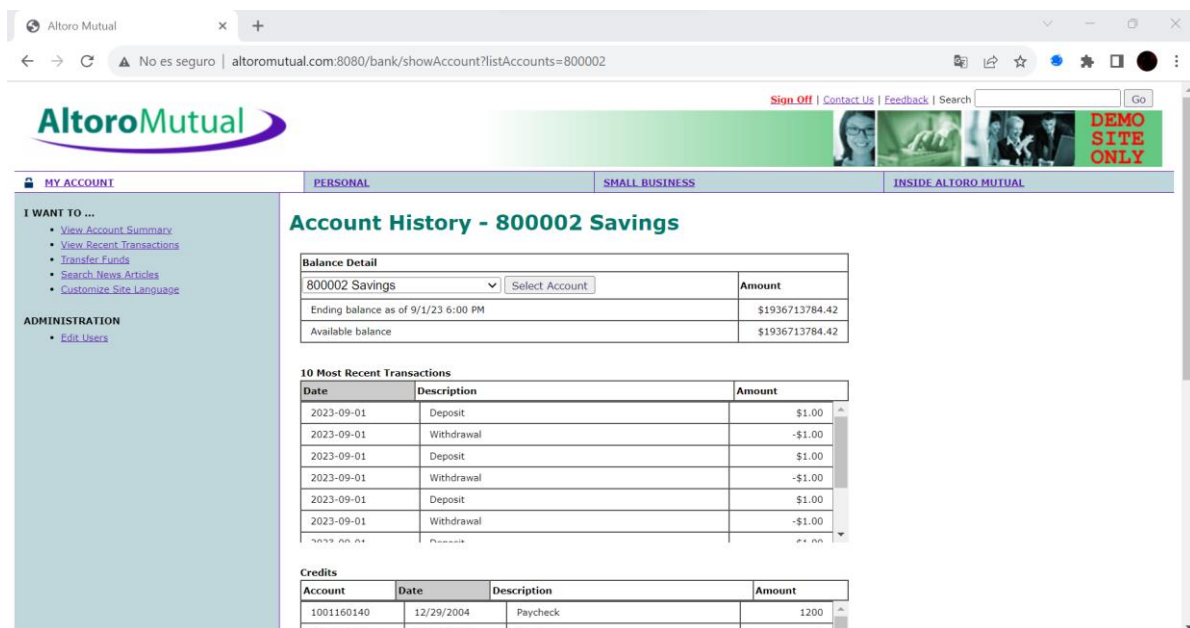 Altoro Mutual
No es seguro | altoromutual.com:8080/bank/showAccount?listAccounts=800002
Sign Off | Contact Us | Feedback | Search Go
AltoroMutual
DEMO
SITE
ONLY
MY ACCOUNT PERSONAL SMALL BUSINESS INSIDE ALTORO MUTUAL
I WANT TO ...
• View Account Summary
• View Recent Transactions
• Transfer Funds
• Search News Articles
• Customize Site Language
ADMINISTRATION
• Edit Users
Account History - 800002 Savings
Balance Detail
800002 Savings Select Account Amount
Ending balance as of 9/1/23 6:00 PM $1936713784.42
Available balance $1936713784.42
10 Most Recent Transactions
Date Description Amount
2023-09-01 Deposit $1.00
2023-09-01 Withdrawal -$1.00
2023-09-01 Deposit $1.00
2023-09-01 Withdrawal -$1.00
2023-09-01 Deposit $1.00
2023-09-01 Withdrawal -$1.00
2023-09-01 Deposit $1.00
Credits
Account Date Description Amount
1001160140 12/29/2004 Paycheck 1200